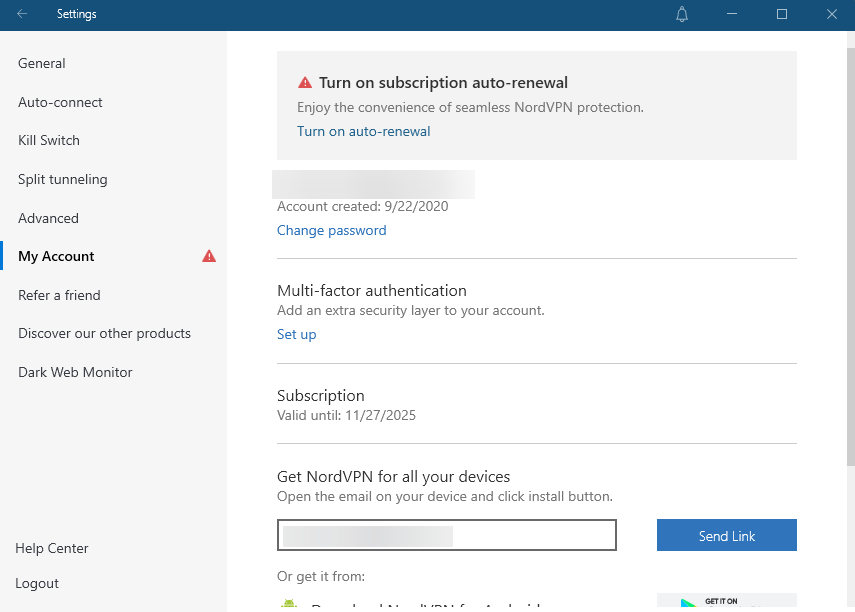 Settings
General
Auto-connect
Kill Switch
Split tunneling
Advanced
My Account
Refer a friend
Discover our other products
Dark Web Monitor
Help Center
Logout
Turn on subscription auto-renewal
Enjoy the convenience of seamless NordVPN protection.
Turn on auto-renewal
Account created: 9/22/2020
Change password
Multi-factor authentication
Add an extra security layer to your account.
Set up
Subscription
Valid until: 11/27/2025
Get NordVPN for all your devices
Open the email on your device and click install button.
Send Link
Or get it from:
Download NordVPN for Android
GET IT ON